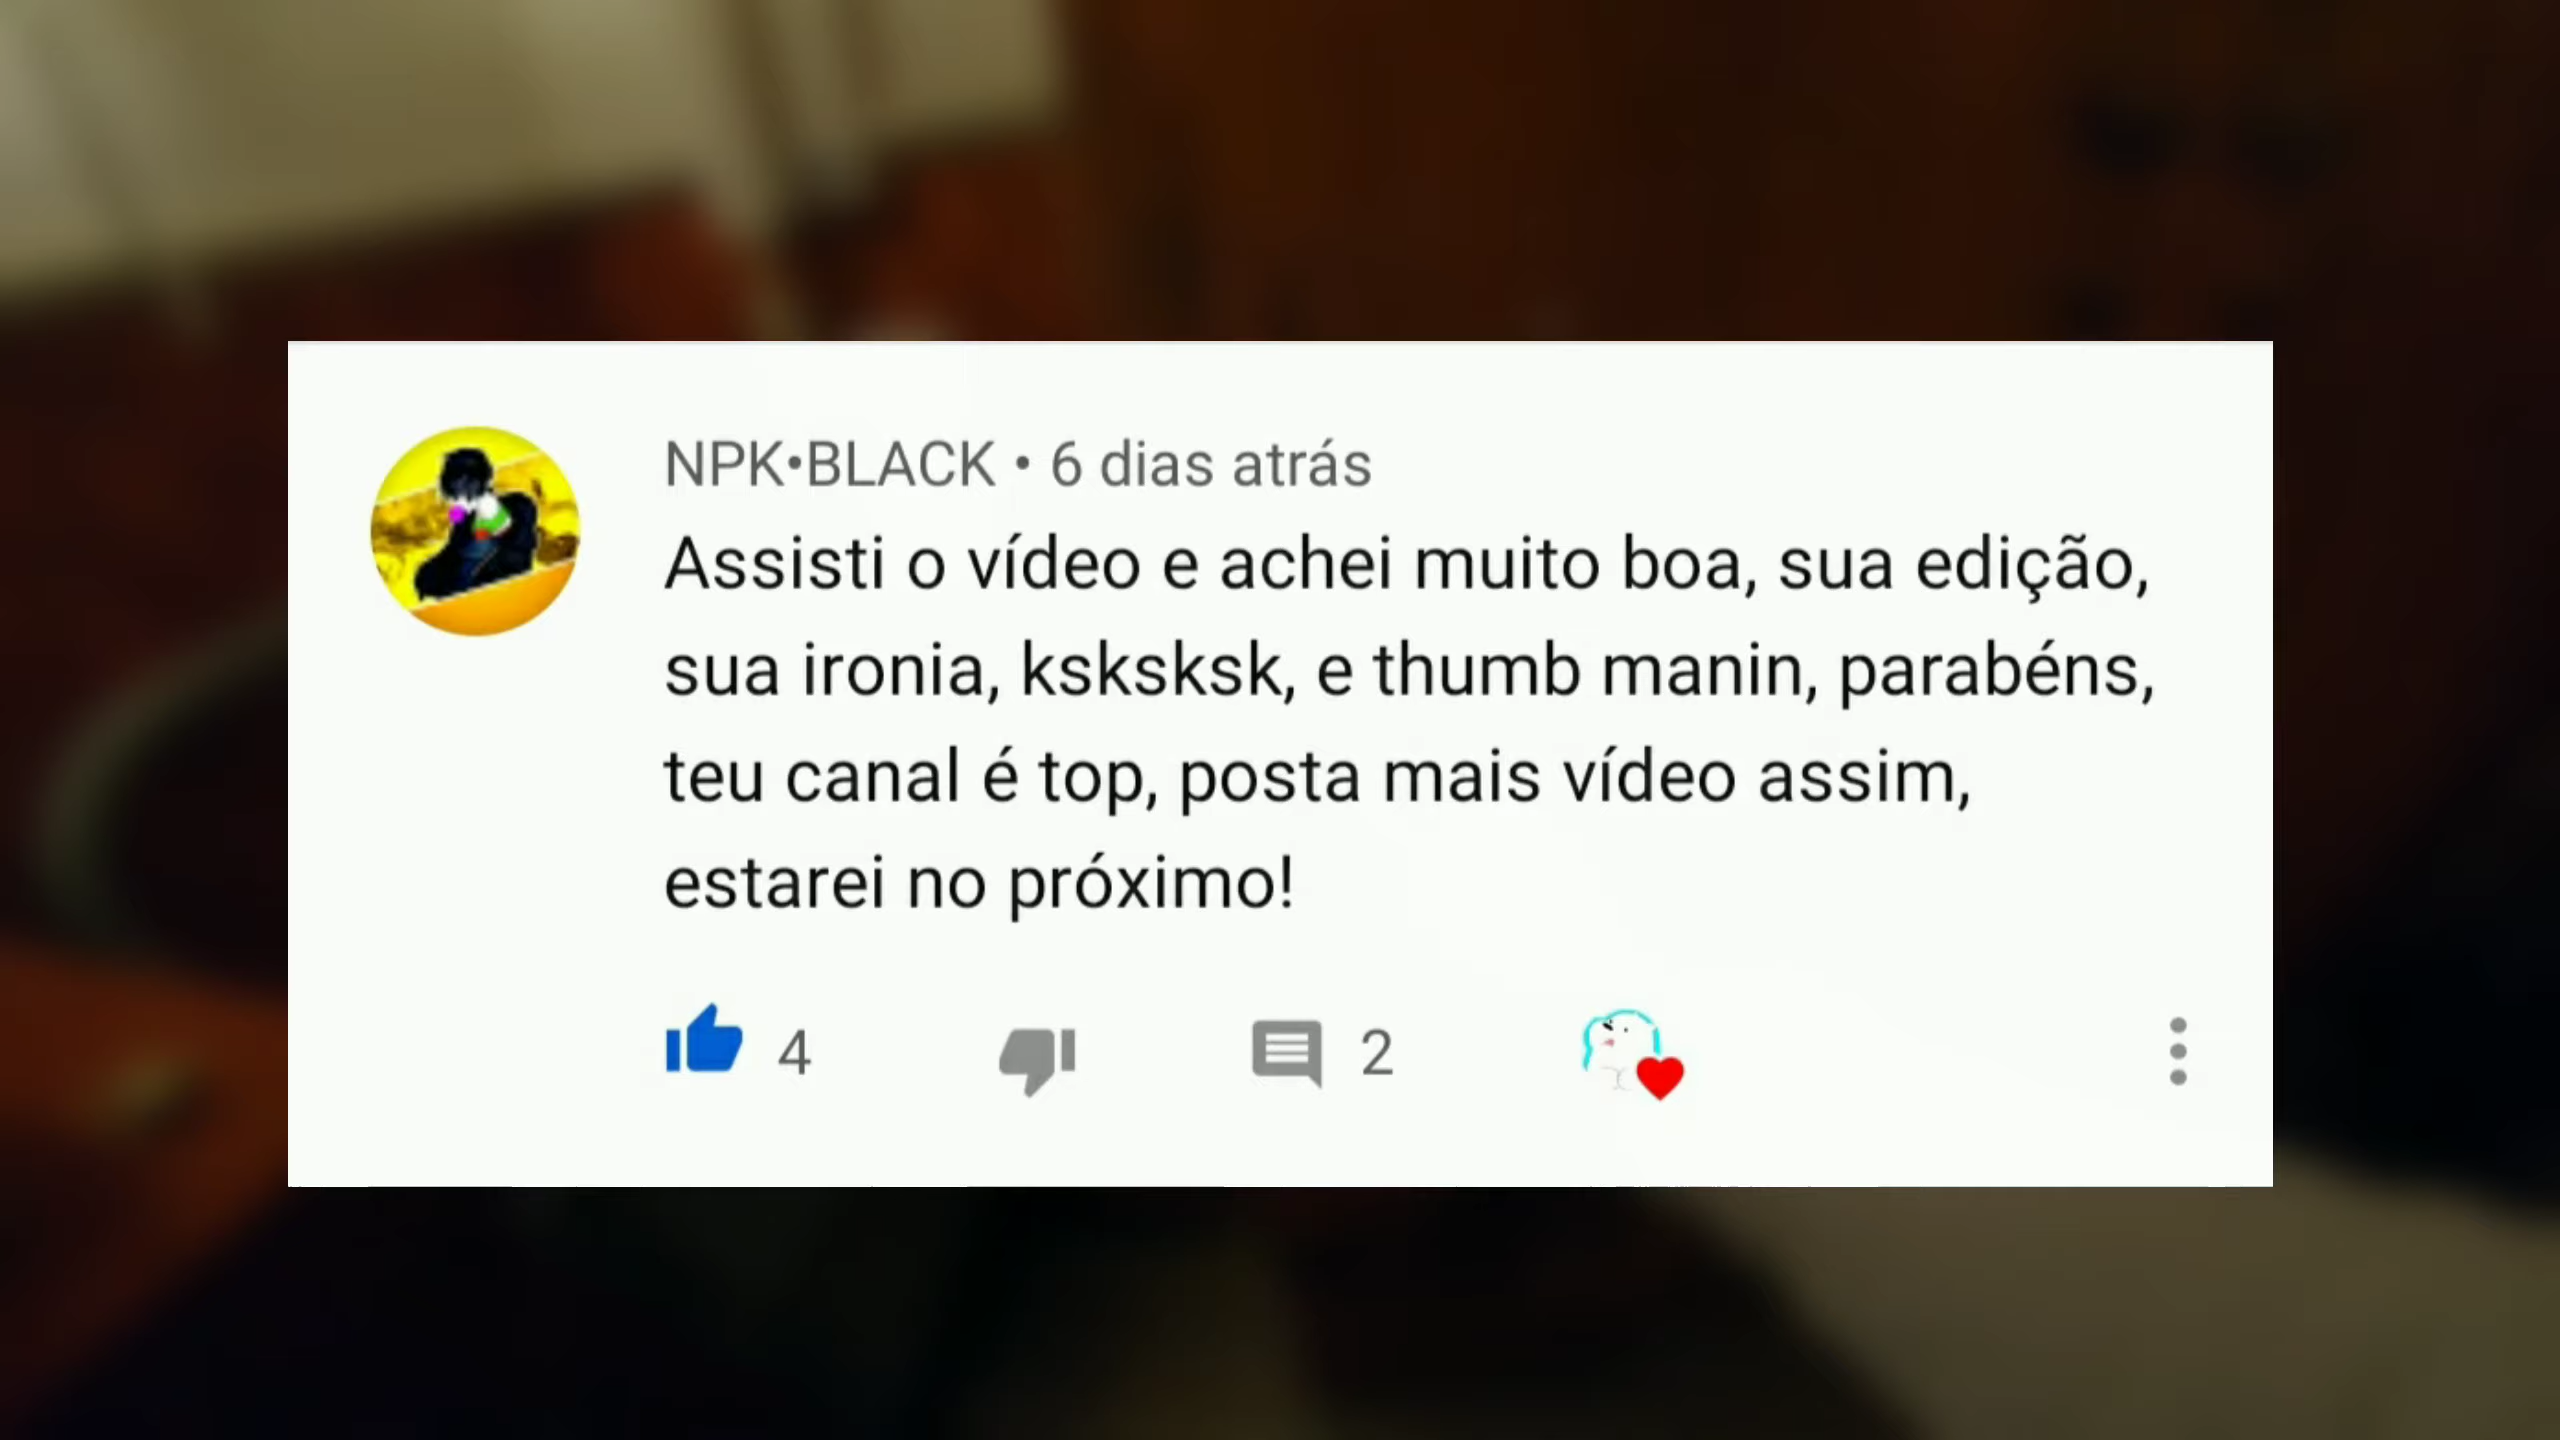 NPK•BLACK • 6 dias atrás
Assisti o vídeo e achei muito boa, sua edição,
sua ironia, ksksksk, e thumb manin, parabéns,
teu canal é top, posta mais vídeo assim,
estarei no próximo!
4 2